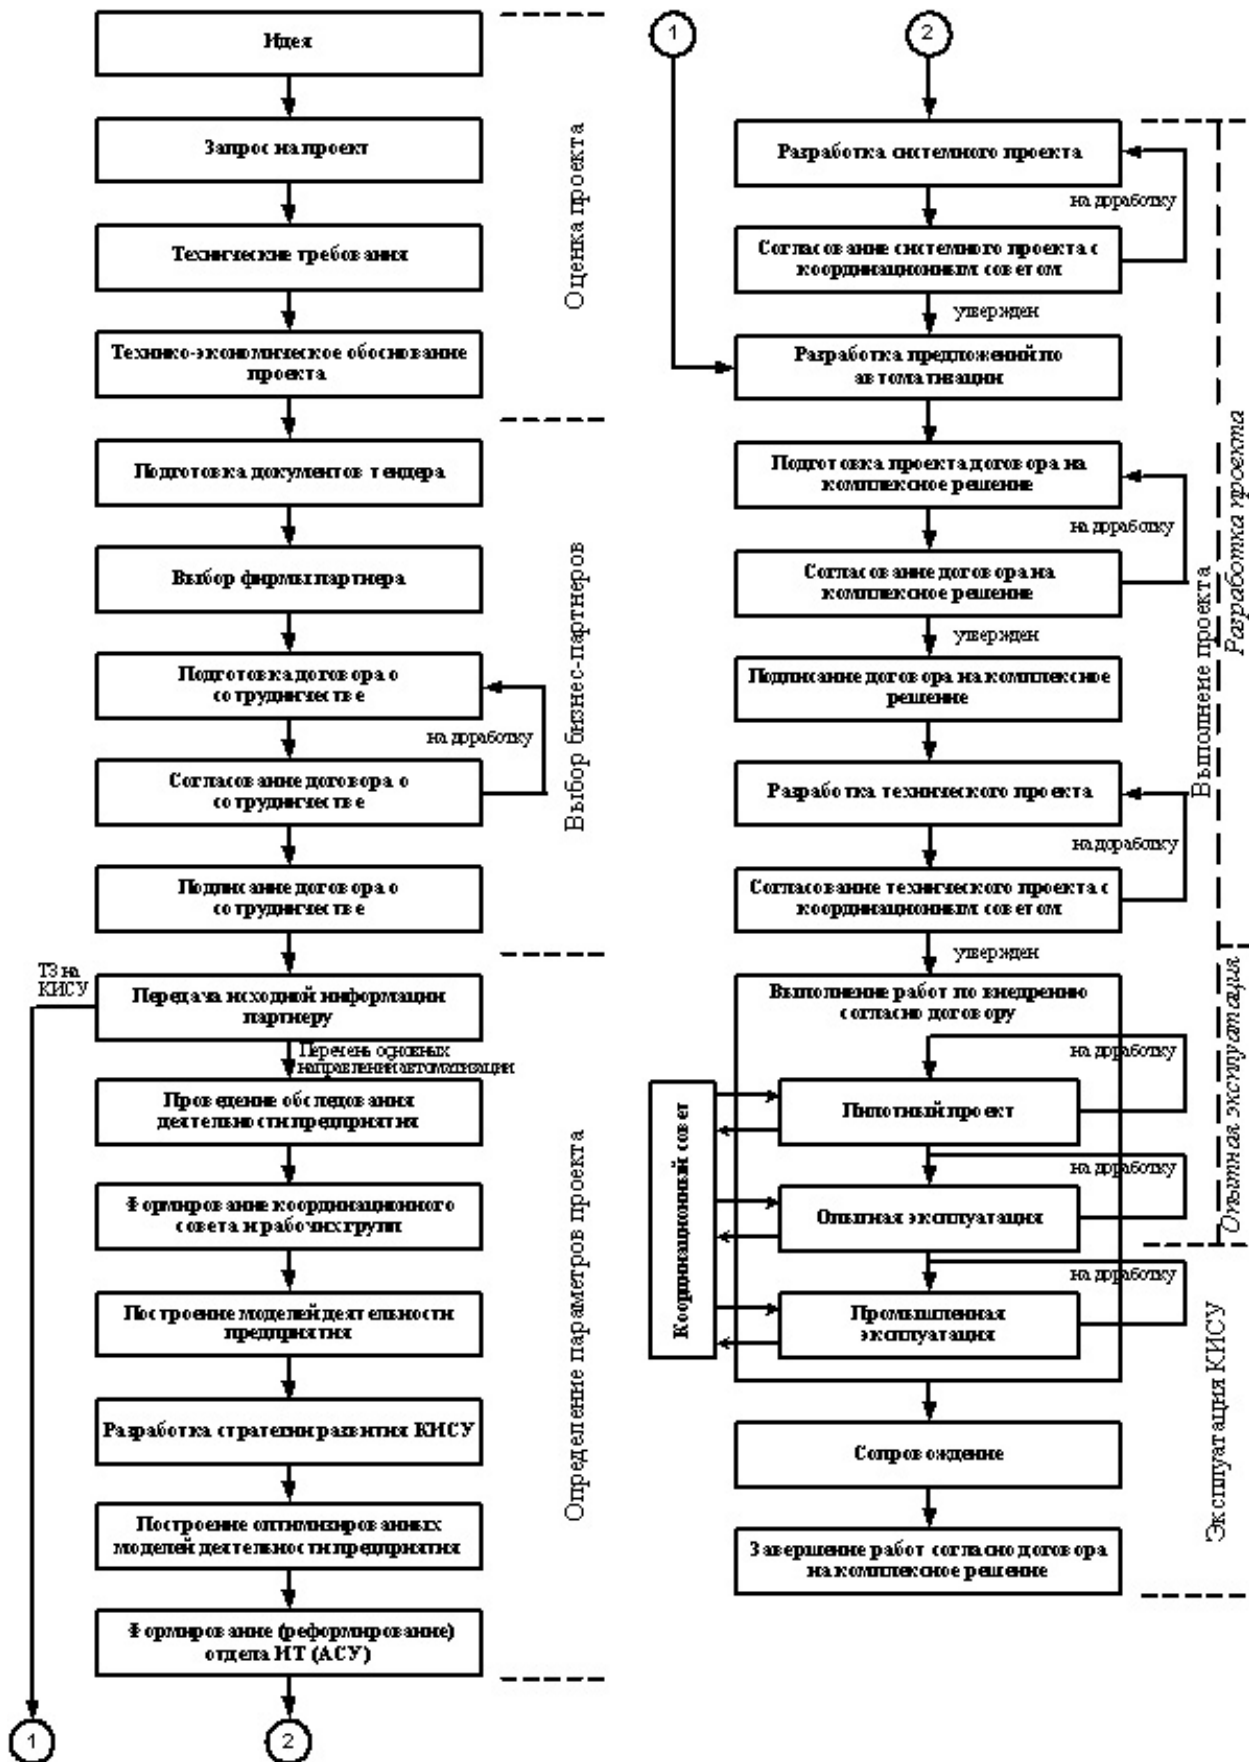 Идея
Запрос на проект
Технические требования
Технико-экономическое обоснование
проекта
Оценка проекта
Подготовка документов тендера
Выбор фирмы партнера
Подготовка договора о
сотрудничестве
на доработку
Согласование договора о
сотрудничестве
Подписание договора о
сотрудничестве
Выбор бизнес-партнеров
ТЗ на
КИСУ
Передача исходной информации
партнеру
Перечень основных
направлений автоматизации
Проведение обследования
деятельности предприятия
Формирование координационного
совета и рабочих групп
Построение моделей деятельности
предприятия
Разработка стратегии развития КИСУ
Построение оптимизированных
моделей деятельности предприятия
Формирование (реформирование)
отдела ИТ (АСУ)
Определение параметров проекта
1
2
1
2
Разработка системного проекта
на доработку
Согласование системного проекта с
координационным советом
утвержден
Разработка предложений по
автоматизации
Подготовка проекта договора на
комплексное решение
на доработку
Согласование договора на
комплексное решение
утвержден
Подписание договора на комплексное
решение
Разработка технического проекта
на доработку
Согласование технического проекта с
координационным советом
утвержден
Выполнене проекта
Разработка проекта
Выполнение работ по внедрению
согласно договору
на доработку
Пилотный проект
на доработку
Опытная эксплуатация
на доработку
Промышленная
эксплуатация
Координационный совет
Опытная эксплуатация
Сопровождение
Завершение работ согласно договора
на комплексное решение
Эксплуатация КИСУ